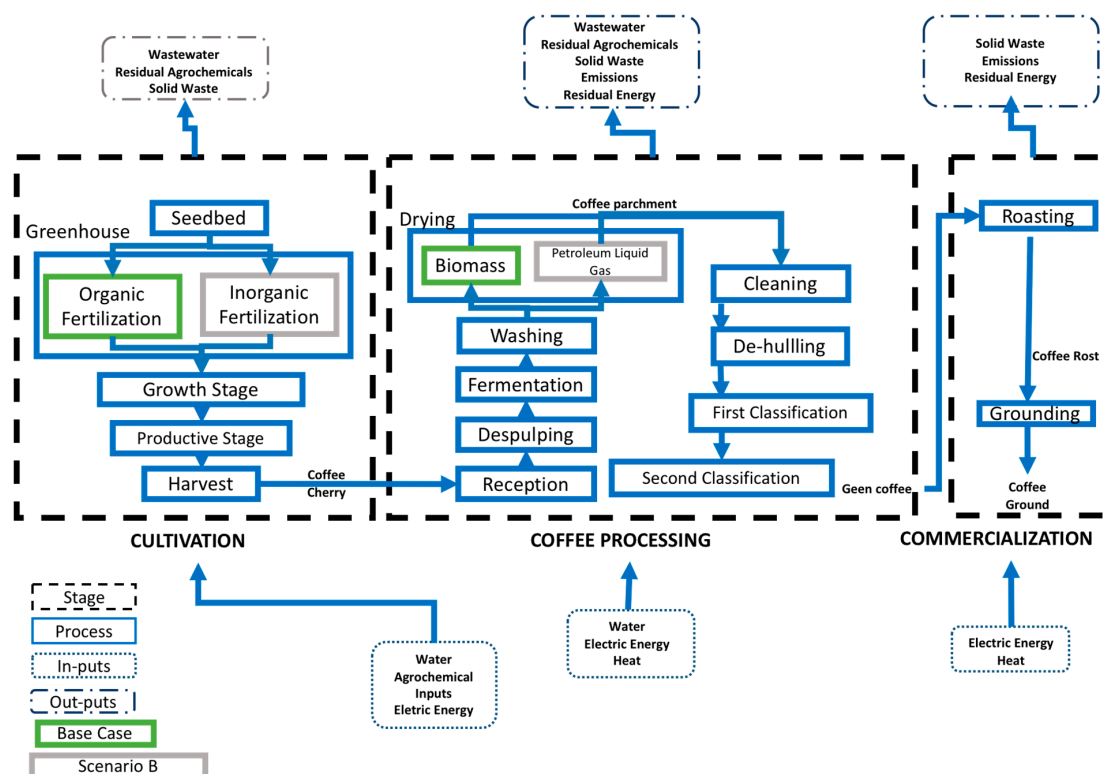 Wastewater
Residual Agrochemicals
Solid Waste
Wastewater
Residual Agrochemicals
Solid Waste
Emissions
Residual Energy
Solid Waste
Emissions
Residual Energy
Seedbed
Greenhouse
Organic
Fertilization
Inorganic
Fertilization
Growth Stage
Productive Stage
Harvest
Coffee
Cherry
CULTIVATION
Coffee parchment
Drying
Biomass
Petroleum Liquid
Gas
Washing
Fermentation
Despulping
Reception
Cleaning
De-hullling
First Classification
Second Classification
Geen coffee
COFFEE PROCESSING
Roasting
Coffee Rost
Grounding
Coffee
Ground
COMMERCIALIZATION
Stage
Process
In-puts
Out-puts
Base Case
Scenario B
Water
Agrochemical
Inputs
Eletric Energy
Water
Electric Energy
Heat
Electric Energy
Heat